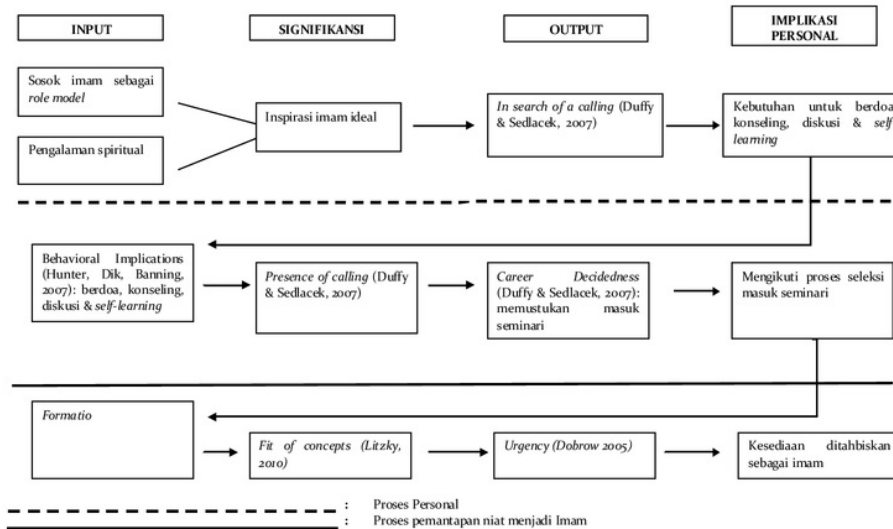 INPUT
SIGNIFIKANSI
OUTPUT
IMPLIKASI
PERSONAL
Sosok imam sebagai
role model
Pengalaman spiritual
Inspirasi imam ideal
In search of a calling (Duffy
& Sedlacek, 2007)
Kebutuhan untuk berdoa,
konseling, diskusi & self-
learning
Behavioral Implications
(Hunter, Dik, Banning,
2007): berdoa, konseling,
diskusi & self-learning
Presence of calling (Duffy
& Sedlacek, 2007)
Career Decidedness
(Duffy & Sedlacek, 2007):
memustukan masuk
seminari
Mengikuti proses seleksi
masuk seminari
Formatio
Fit of concepts (Litzky,
2010)
Urgency (Dobrow 2005)
Kesediaan ditahbiskan
sebagai imam
: Proses Personal
: Proses pemantapan niat menjadi Imam